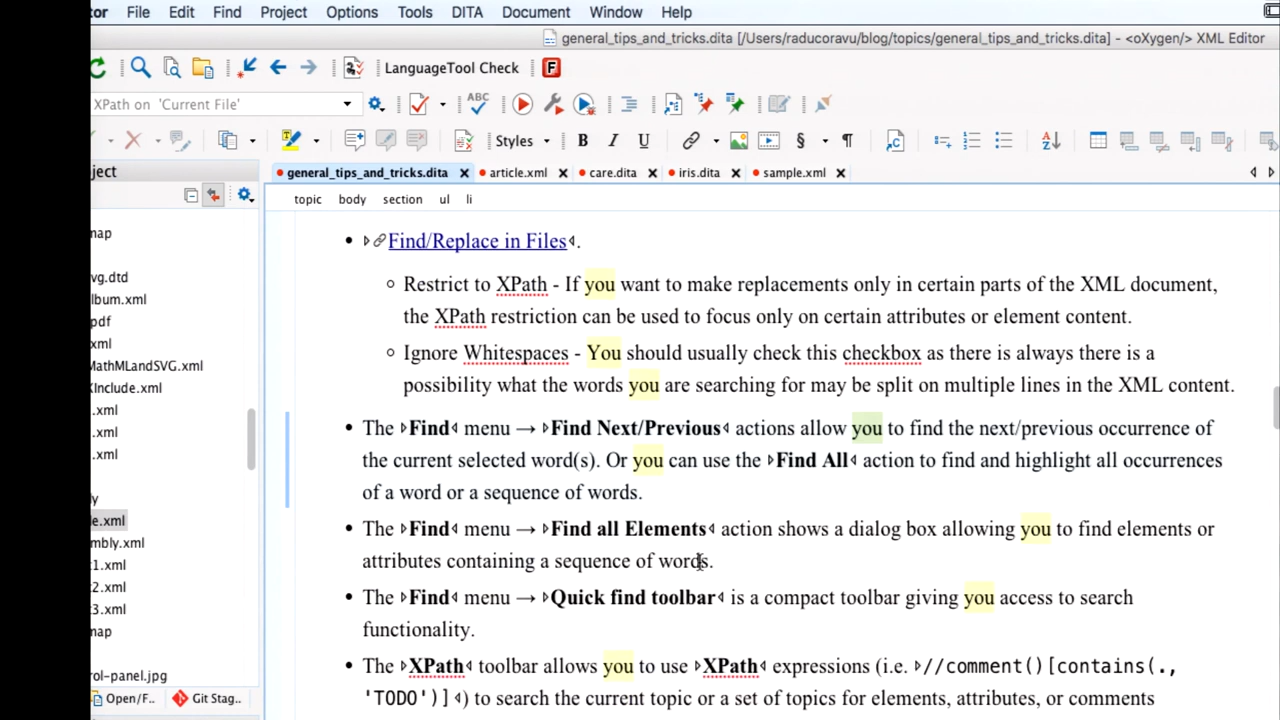 tor File Edit Find Project Options Tools DITA Document Window Help
general_tips_and_tricks.dita [/Users/raducoravu/blog/topics/general_tips_and_tricks.dita] - <oXygen/> XML Editor
LanguageTool Check F
XPath on 'Current File' ABC
Styles B I U § ¶
ject general_tips_and_tricks.dita article.xml care.dita iris.dita sample.xml
topic body section ul li
map
vg.dtd
lbum.xml
pdf
xml
MathMLandSVG.xml
XInclude.xml
.xml
.xml
.xml
y
e.xml
mbly.xml
1.xml
2.xml
3.xml
map
rol-panel.jpg
Open/F.. Git Stag...
• Find/Replace in Files.
Restrict to XPath - If you want to make replacements only in certain parts of the XML document,
the XPath restriction can be used to focus only on certain attributes or element content.
Ignore Whitespaces - You should usually check this checkbox as there is always there is a
possibility what the words you are searching for may be split on multiple lines in the XML content.
• The Find menu → Find Next/Previous actions allow you to find the next/previous occurrence of
the current selected word(s). Or you can use the Find All action to find and highlight all occurrences
of a word or a sequence of words.
• The Find menu → Find all Elements action shows a dialog box allowing you to find elements or
attributes containing a sequence of words.
• The Find menu → Quick find toolbar is a compact toolbar giving you access to search
functionality.
• The XPath toolbar allows you to use XPath expressions (i.e. //comment()[contains(.,
'TODO')]) to search the current topic or a set of topics for elements, attributes, or comments